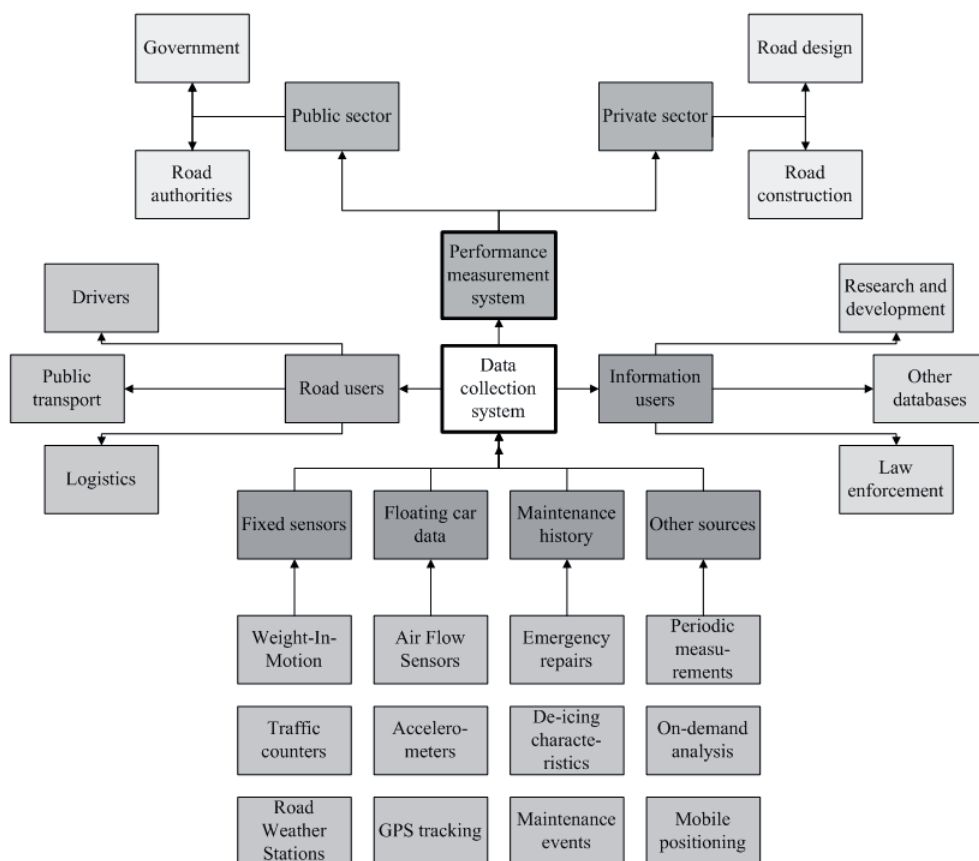 Government
Road design
Public sector
Private sector
Road
authorities
Road
construction
Performance
measurement
system
Drivers
Research and
development
Public
transport
Road users
Data
collection
system
Information
users
Other
databases
Logistics
Law
enforcement
Fixed sensors
Floating car
data
Maintenance
history
Other sources
Weight-In-
Motion
Air Flow
Sensors
Emergency
repairs
Periodic
measu-
rements
Traffic
counters
Accelero-
meters
De-icing
characte-
ristics
On-demand
analysis
Road
Weather
Stations
GPS tracking
Maintenance
events
Mobile
positioning